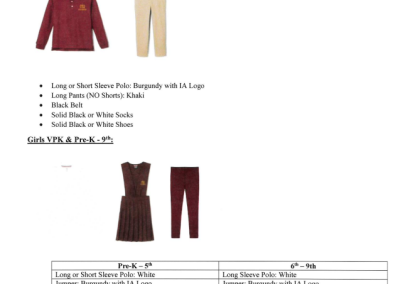 • Long or Short Sleeve Polo: Burgundy with IA Logo
• Long Pants (NO Shorts): Khaki
• Black Belt
• Solid Black or White Socks
• Solid Black or White Shoes
Girls VPK & Pre-K - 9th:
Pre-K – 5th 6th – 9th
Long or Short Sleeve Polo: White Long Sleeve Polo: White
Jumper: Burgundy with IA Logo Jumper: Burgundy with IA Logo